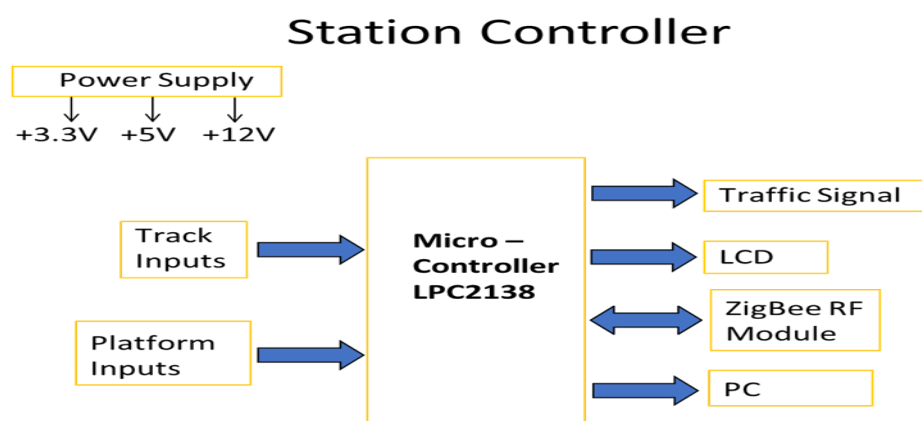 Station Controller
Power Supply
+3.3V +5V +12V
Track
Inputs
Platform
Inputs
Micro –
Controller
LPC2138
Traffic Signal
LCD
ZigBee RF
Module
PC